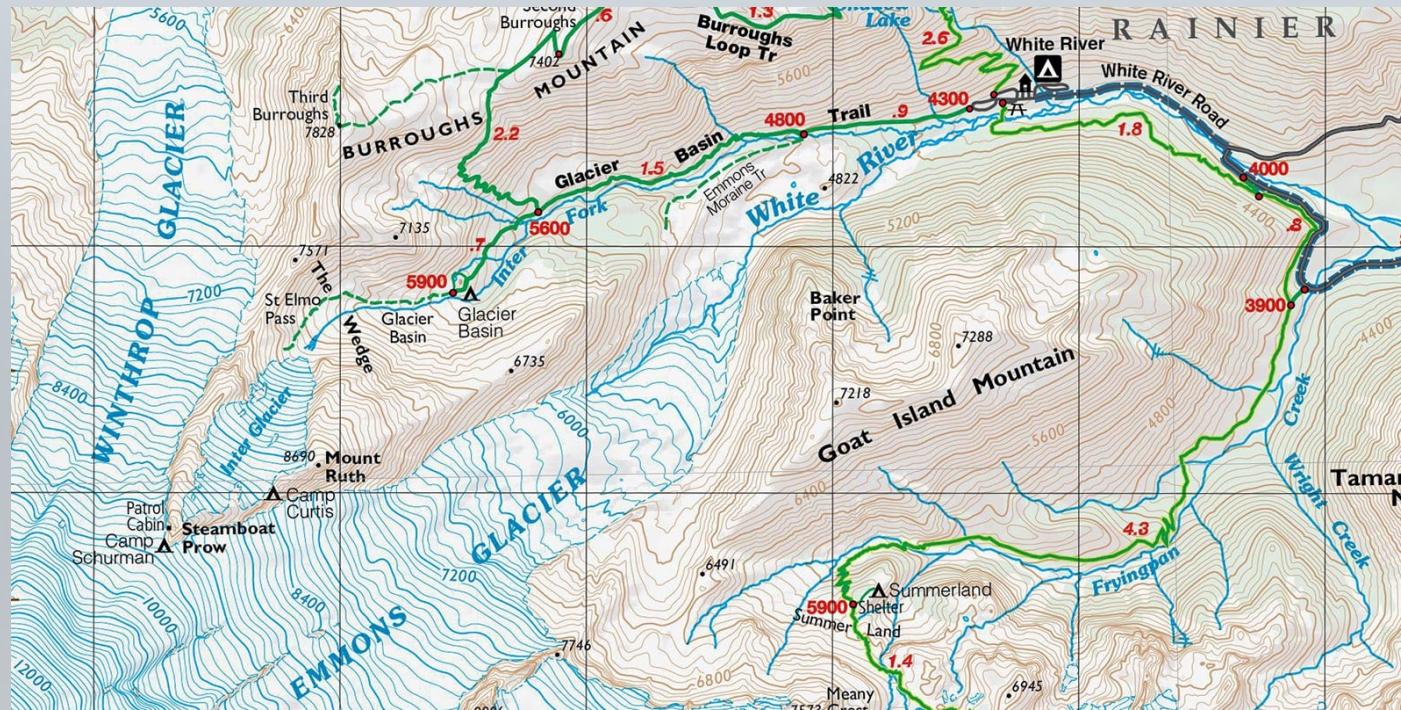 5600
6400
Second
Burroughs
.6
7402
MOUNTAIN
1.3
Burroughs
Loop Tr
5600
Shadow
Lake
2.6
RAINIER
White River
White River Road
Third
Burroughs
7828
BURROUGHS
2.2
4800
Trail
.9
4300
1.8
Glacier
1.5
Basin
Emmons
Moraine Tr
4822
White
River
4000
4400
.8
GLACIER
7135
5600
Fork
5200
7571
The
.7
Inter
7200
St Elmo
Pass
5900
Wedge
Glacier
Basin
Glacier
Basin
Baker
Point
3900
6800
7288
4400
WINTHROP
8400
6735
7218
6000
Goat Island Mountain
4800
5600
Creek
Inter Glacier
8690
Mount
Ruth
6400
Wright
Creek
Camp
Curtis
Patrol
Cabin
Steamboat
Prow
Camp
Schurman
GLACIER
4.3
Fryingpan
6491
7200
8400
10000
Summerland
5900
Shelter
Summer Land
EMMONS
7746
1.4
12000
6800
Meany
Crest
6945